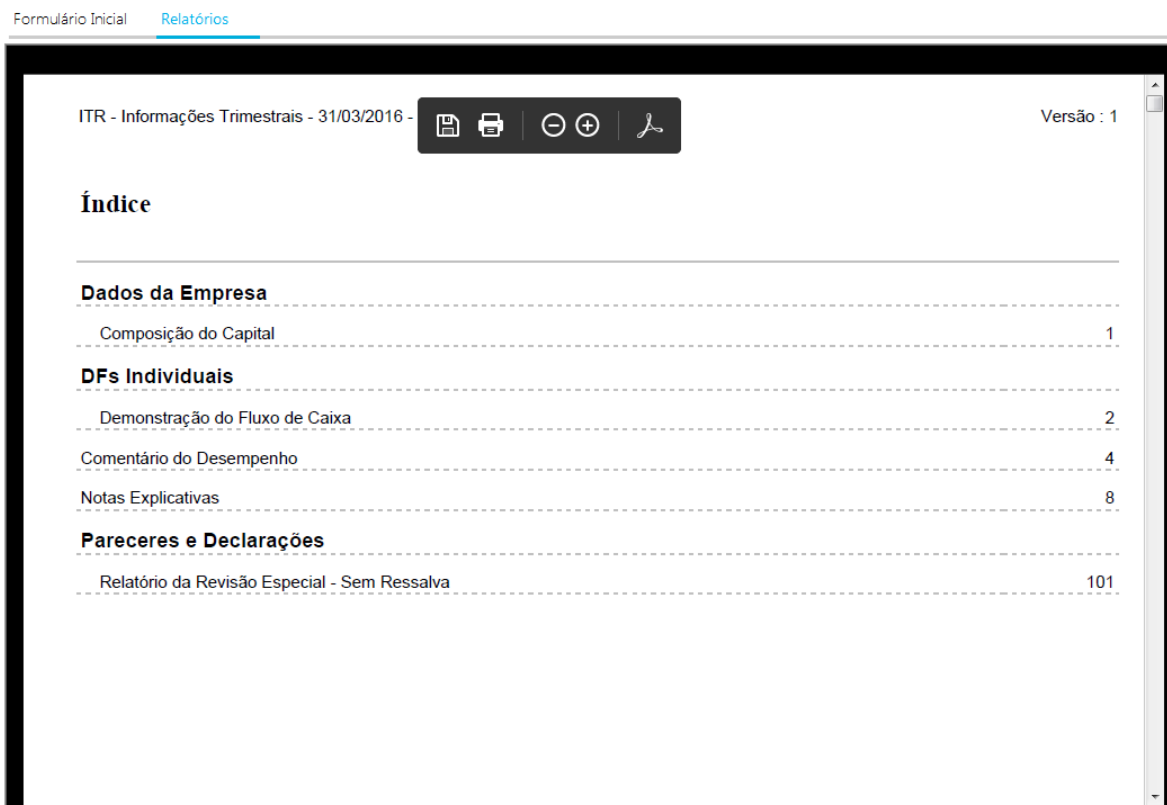 Formulário Inicial Relatórios
ITR - Informações Trimestrais - 31/03/2016 - Versão : 1
Índice
Dados da Empresa
Composição do Capital 1
DFs Individuais
Demonstração do Fluxo de Caixa 2
Comentário do Desempenho 4
Notas Explicativas 8
Pareceres e Declarações
Relatório da Revisão Especial - Sem Ressalva 101